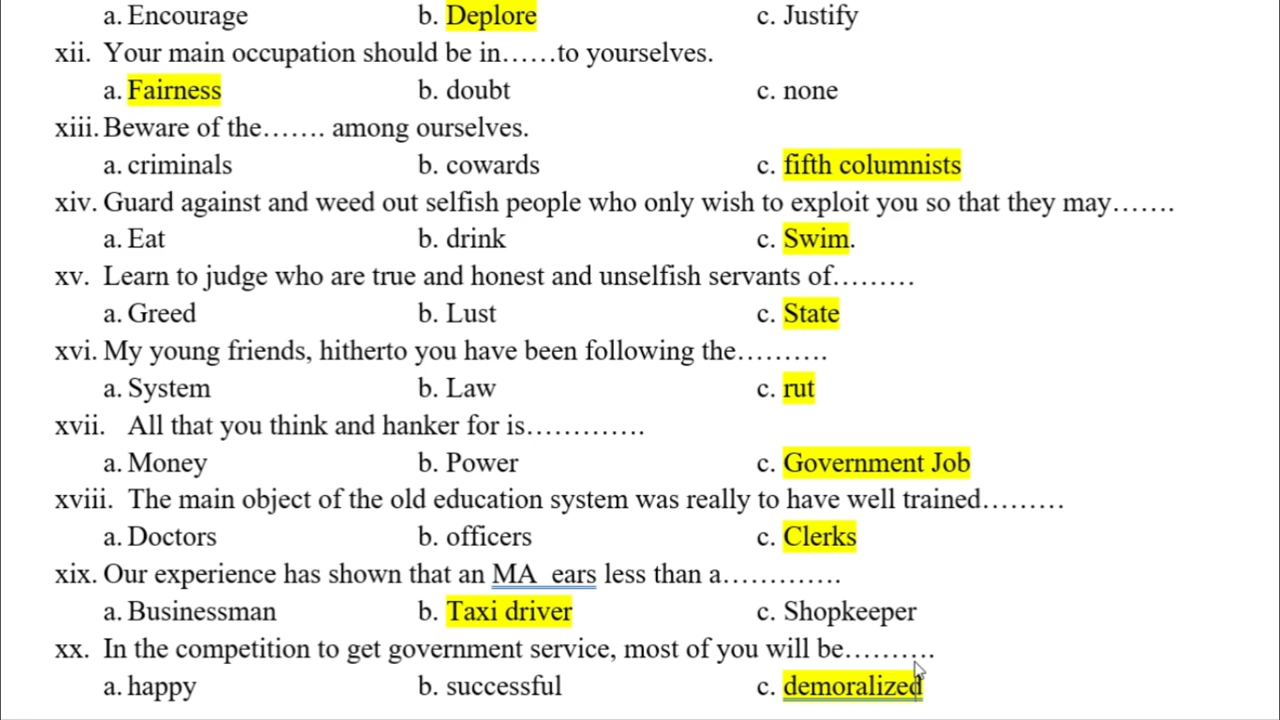 a. Encourage b. Deplore c. Justify
xii. Your main occupation should be in……to yourselves.
a. Fairness b. doubt c. none
xiii. Beware of the……. among ourselves.
a. criminals b. cowards c. fifth columnists
xiv. Guard against and weed out selfish people who only wish to exploit you so that they may…….
a. Eat b. drink c. Swim.
xv. Learn to judge who are true and honest and unselfish servants of………
a. Greed b. Lust c. State
xvi. My young friends, hitherto you have been following the……….
a. System b. Law c. rut
xvii. All that you think and hanker for is………….
a. Money b. Power c. Government Job
xviii. The main object of the old education system was really to have well trained………
a. Doctors b. officers c. Clerks
xix. Our experience has shown that an MA ears less than a………….
a. Businessman b. Taxi driver c. Shopkeeper
xx. In the competition to get government service, most of you will be……….
a. happy b. successful c. demoralized